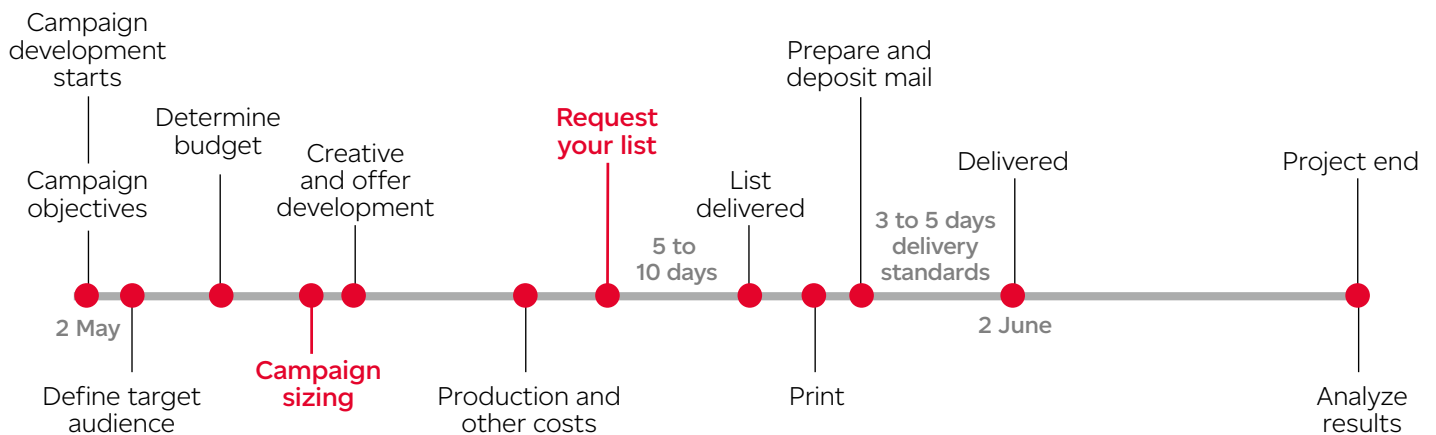 Campaign
development
starts
Campaign
objectives
2 May
Define target
audience
Determine
budget
Campaign
sizing
Creative
and offer
development
Production and
other costs
Request
your list
5 to
10 days
List
delivered
Print
Prepare and
deposit mail
3 to 5 days
delivery
standards
Delivered
2 June
Project end
Analyze
results